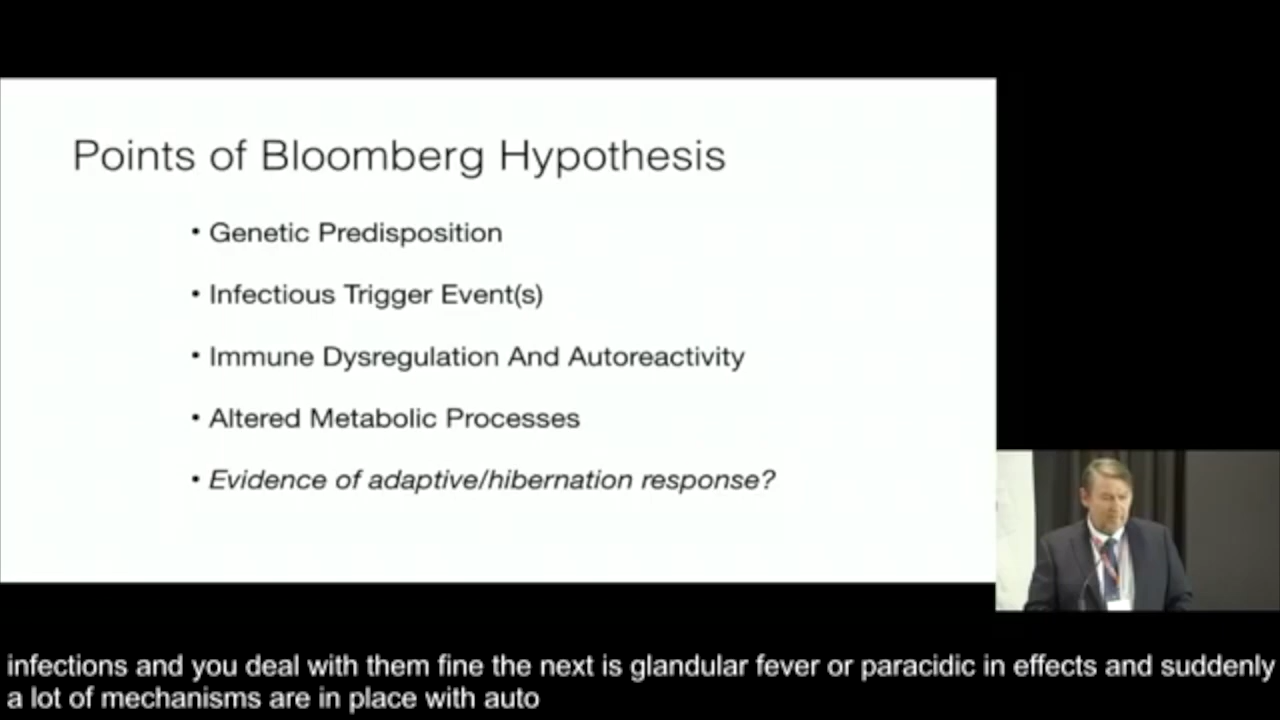 Points of Bloomberg Hypothesis
• Genetic Predisposition
• Infectious Trigger Event(s)
• Immune Dysregulation And Autoreactivity
• Altered Metabolic Processes
• Evidence of adaptive/hibernation response?
infections and you deal with them fine the next is glandular fever or paracidic in effects and suddenly
a lot of mechanisms are in place with auto